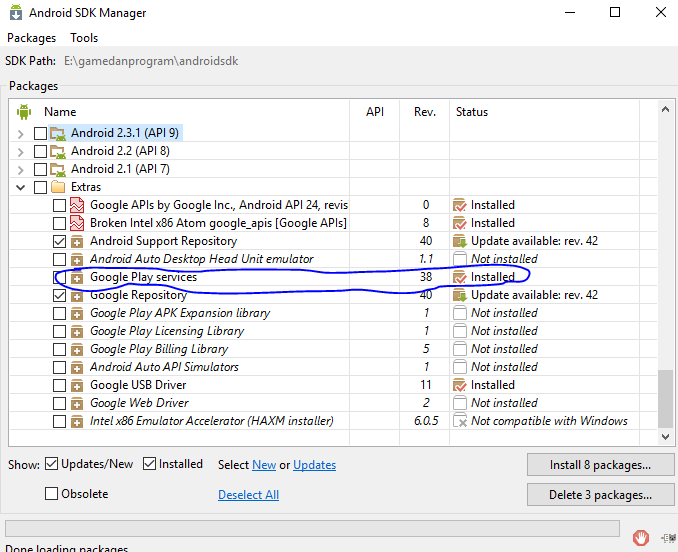 Android SDK Manager
Packages Tools
SDK Path: E:\gamedanprogram\androidsdk
Packages
Name API Rev. Status
Android 2.3.1 (API 9)
Android 2.2 (API 8)
Android 2.1 (API 7)
Extras
Google APIs by Google Inc., Android API 24, revis 0 Installed
Broken Intel x86 Atom google_apis [Google APIs] 8 Installed
Android Support Repository 40 Update available: rev. 42
Android Auto Desktop Head Unit emulator 1.1 Not installed
Google Play services 38 Installed
Google Repository 40 Update available: rev. 42
Google Play APK Expansion library 1 Not installed
Google Play Licensing Library 1 Not installed
Google Play Billing Library 5 Not installed
Android Auto API Simulators 1 Not installed
Google USB Driver 11 Installed
Google Web Driver 2 Not installed
Intel x86 Emulator Accelerator (HAXM installer) 6.0.5 Not compatible with Windows
Show: Updates/New Installed Select New or Updates Install 8 packages...
Obsolete Deselect All Delete 3 packages...
Done loading packages